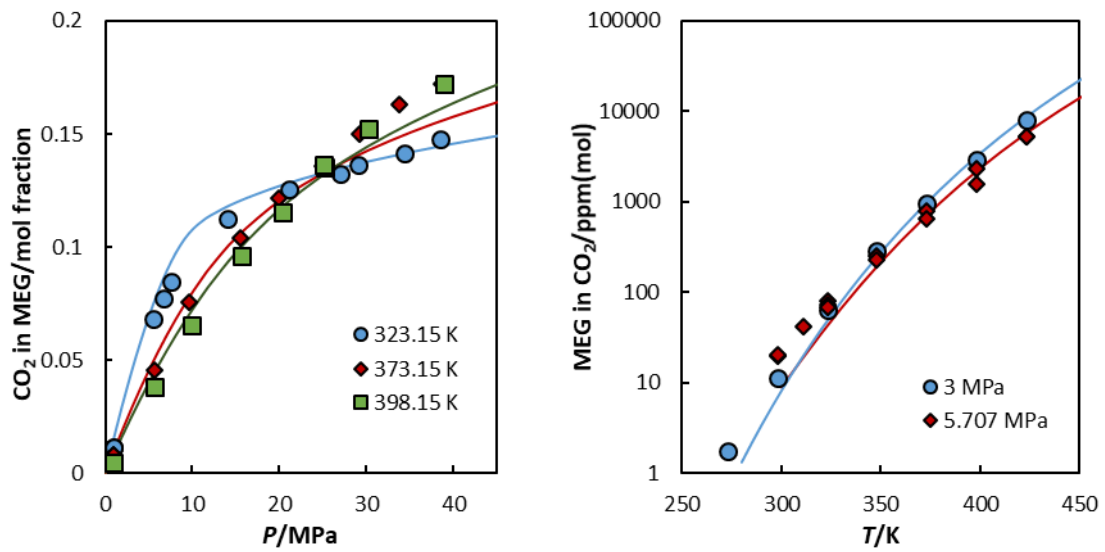 0.2
0.15
0.1
0.05
0
0 10 20 30 40
CO₂ in MEG/mol fraction
P/MPa
323.15 K
373.15 K
398.15 K
100000
10000
1000
100
10
1
250 300 350 400 450
MEG in CO₂/ppm(mol)
T/K
3 MPa
5.707 MPa